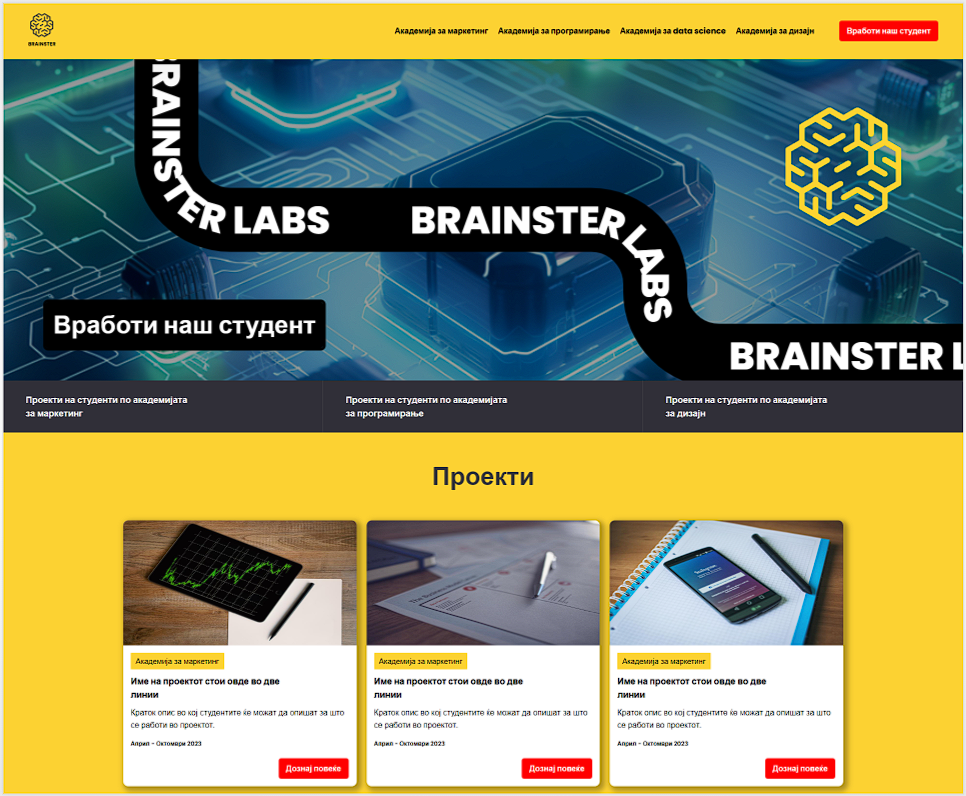 BRAINSTER
Академија за маркетинг
Академија за програмирање
Академија за data science
Академија за дизајн
Вработи наш студент
BRAINSTER LABS
BRAINSTER LABS
BRAINSTER L
Вработи наш студент
Проекти на студенти по академијата
за маркетинг
Проекти на студенти по академијата
за програмирање
Проекти на студенти по академијата
за дизајн
Проекти
Instagram
Академија за маркетинг
Име на проектот стои овде во две
линии
Краток опис во кој студентите ќе можат да опишат за што
се работи во проектот.
Април - Октомври 2023
Дознај повеќе
Академија за маркетинг
Име на проектот стои овде во две
линии
Краток опис во кој студентите ќе можат да опишат за што
се работи во проектот.
Април - Октомври 2023
Дознај повеќе
Академија за маркетинг
Име на проектот стои овде во две
линии
Краток опис во кој студентите ќе можат да опишат за што
се работи во проектот.
Април - Октомври 2023
Дознај повеќе